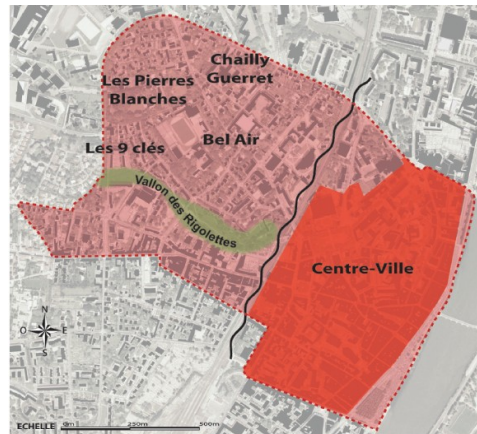 Chailly
Guerret
Les Pierres
Blanches
Bel Air
Les 9 clés
Vallon des Rigolettes
Centre-Ville
N
O
E
S
ECHELLE 0m 250m 500m